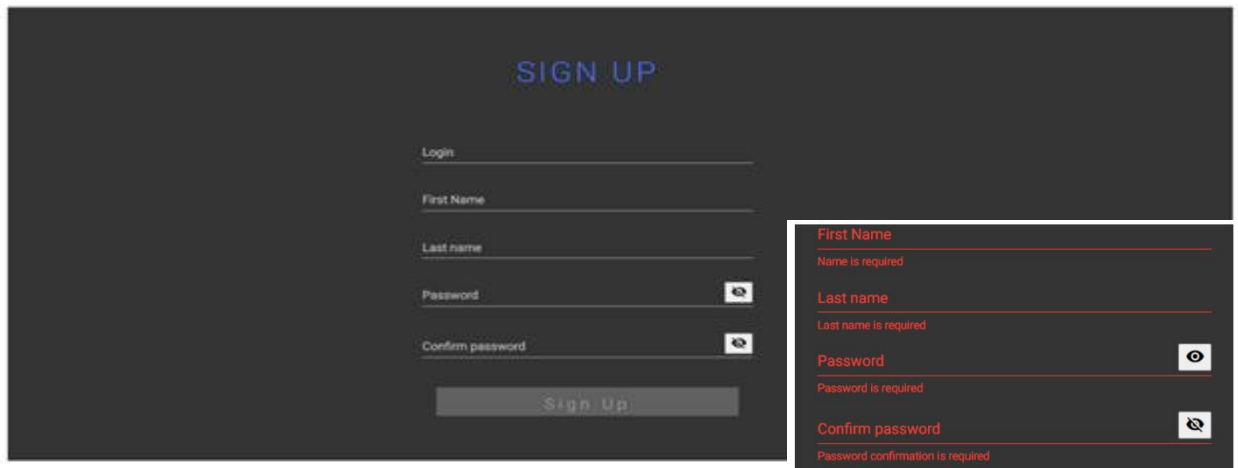 SIGN UP
Login
First Name
Last name
Password
Confirm password
Sign Up
First Name
Name is required
Last name
Last name is required
Password
Password is required
Confirm password
Password confirmation is required